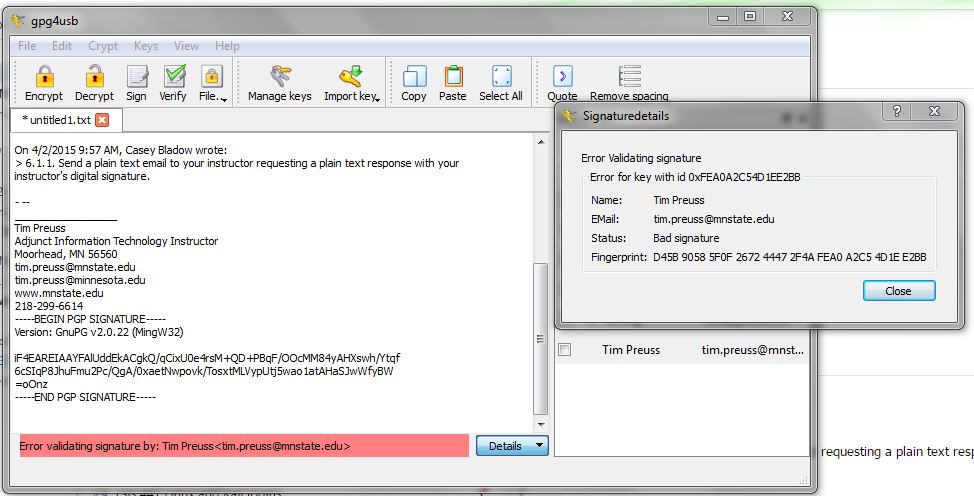 gpg4usb
File Edit Crypt Keys View Help
Encrypt Decrypt Sign Verify File... Manage keys Import key Copy Paste Select All Quote Remove spacing
* untitled1.txt
On 4/2/2015 9:57 AM, Casey Bladow wrote:
> 6.1.1. Send a plain text email to your instructor requesting a plain text response with your
instructor's digital signature.
- --
__________________
Tim Preuss
Adjunct Information Technology Instructor
Moorhead, MN 56560
tim.preuss@mnstate.edu
tim.preuss@minnesota.edu
www.mnstate.edu
218-299-6614
-----BEGIN PGP SIGNATURE-----
Version: GnuPG v2.0.22 (MingW32)
iF4EAREIAAYFAlUddEkACgkQ/qCixU0e4rsM+QD+PBqF/OOcMM84yAHXswh/Ytqf
6cSIqP8JhuFmu2Pc/QgA/0xaetNwpovk/TosxtMLVypUtj5wao1atAHaSJwWfyBW
=oOnz
-----END PGP SIGNATURE-----
Error validating signature by: Tim Preuss<tim.preuss@mnstate.edu>
Details
Signaturedetails
Error Validating signature
Error for key with id 0xFEA0A2C54D1EE2BB
Name: Tim Preuss
EMail: tim.preuss@mnstate.edu
Status: Bad signature
Fingerprint: D45B 9058 5F0F 2672 4447 2F4A FEA0 A2C5 4D1E E2BB
Close
Tim Preuss tim.preuss@mnst...
requesting a plain text resp